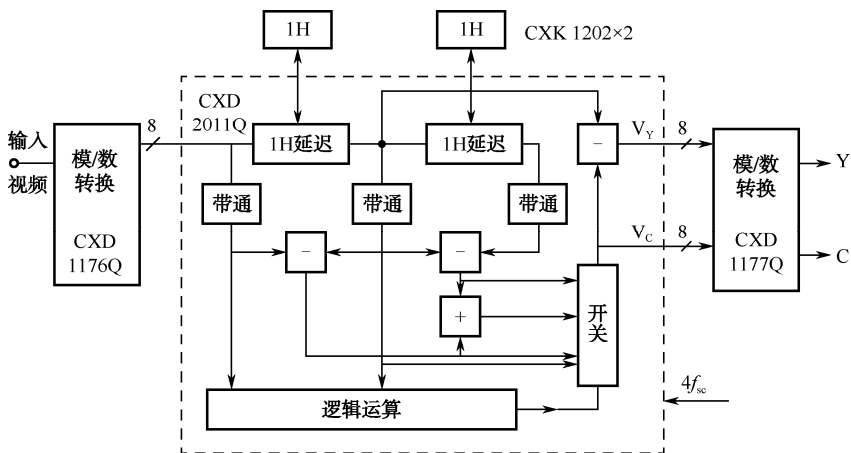 1H
1H
CXK 1202×2
CXD
2011Q
输入
视频
8
模/数
转换
CXD
1176Q
1H延迟
1H延迟
−
V_Y
8
模/数
转换
CXD
1177Q
Y
C
带通
带通
带通
−
−
V_C
8
+
开
关
逻辑运算
4f_sc